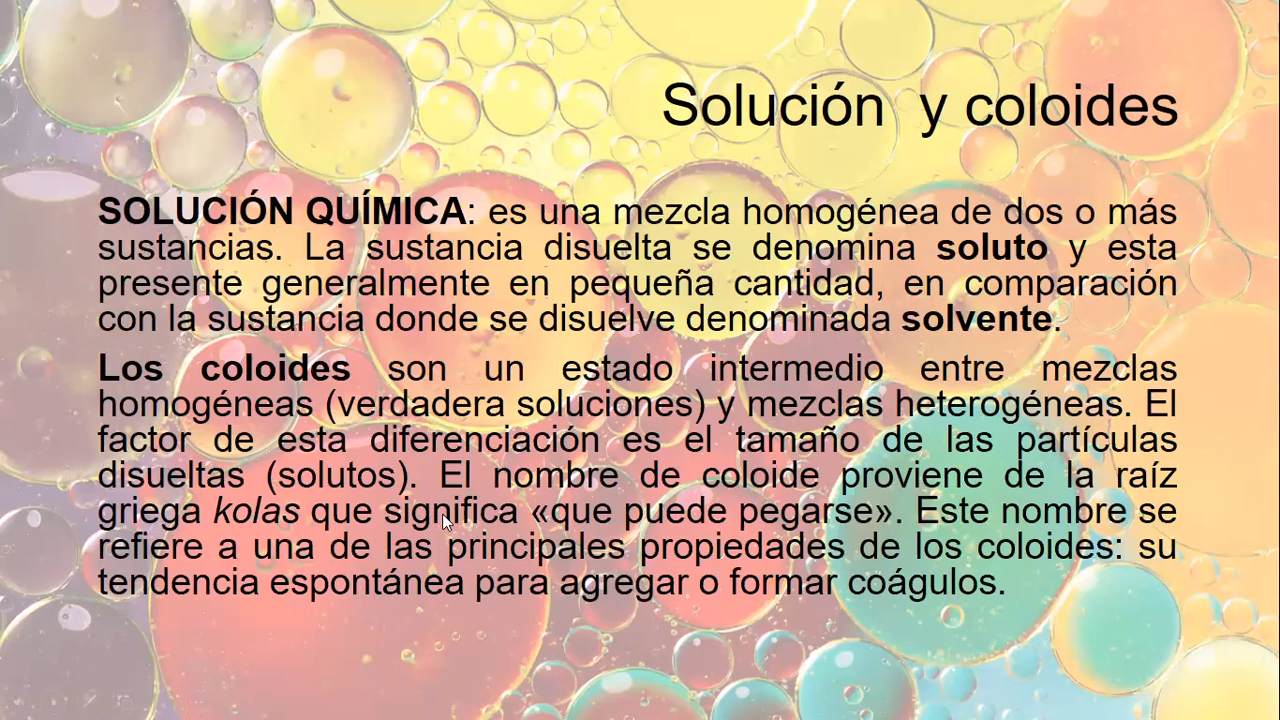 Solución  y coloides
SOLUCIÓN QUÍMICA: es una mezcla homogénea de dos o más
sustancias. La sustancia disuelta se denomina soluto y esta
presente generalmente en pequeña cantidad, en comparación
con la sustancia donde se disuelve denominada solvente.
Los coloides son un estado intermedio entre mezclas
homogéneas (verdadera soluciones) y mezclas heterogéneas. El
factor de esta diferenciación es el tamaño de las partículas
disueltas (solutos). El nombre de coloide proviene de la raíz
griega kolas que significa «que puede pegarse». Este nombre se
refiere a una de las principales propiedades de los coloides: su
tendencia espontánea para agregar o formar coágulos.